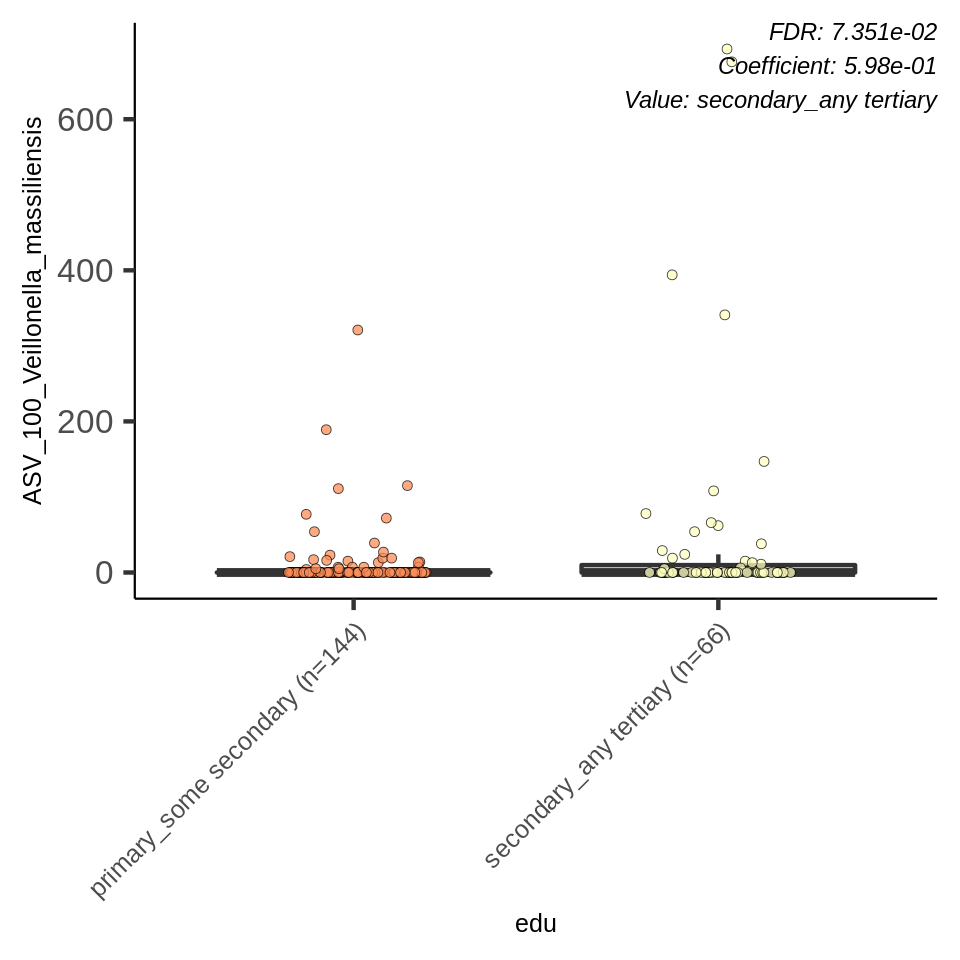 FDR: 7.351e-02
Coefficient: 5.98e-01
Value: secondary_any tertiary
ASV_100_Veillonella_massiliensis
600
400
200
0
primary_some secondary (n=144)
secondary_any tertiary (n=66)
edu